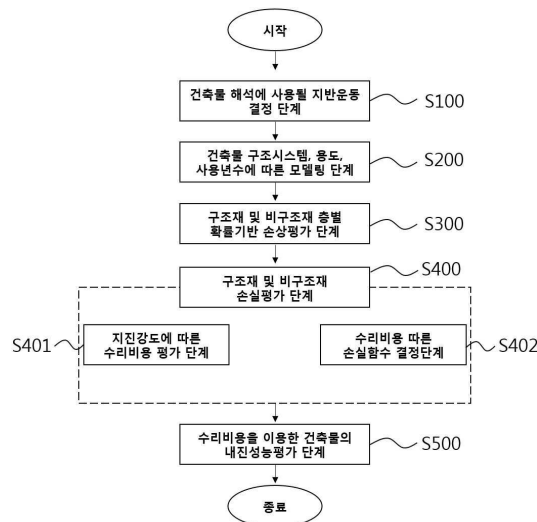 시작
건축물 해석에 사용될 지반운동
결정 단계
S100
건축물 구조시스템, 용도,
사용년수에 따른 모델링 단계
S200
구조재 및 비구조재 층별
확률기반 손상평가 단계
S300
구조재 및 비구조재
손실평가 단계
S400
S401
지진강도에 따른
수리비용 평가 단계
수리비용 따른
손실함수 결정단계
S402
수리비용을 이용한 건축물의
내진성능평가 단계
S500
종료